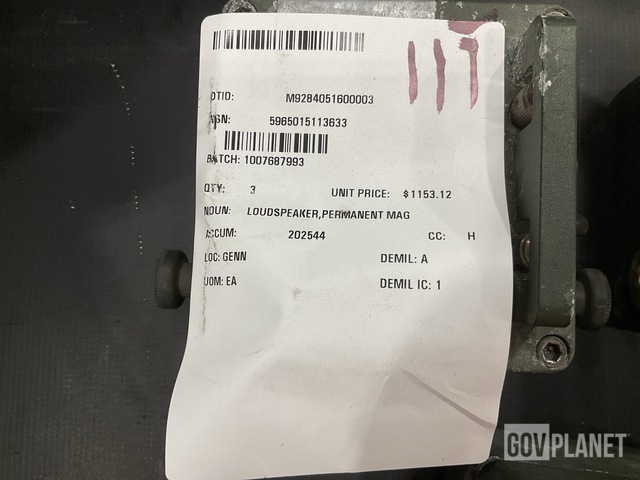 111
DTID: M9284051600003
NSN: 5965015113633
BATCH: 1007687993
QTY: 3 UNIT PRICE: $1153.12
NOUN: LOUDSPEAKER,PERMANENT MAG
ACCUM: 202544 CC: H
LOC: GENN DEMIL: A
UOM: EA DEMIL IC: 1
GOVPLANET